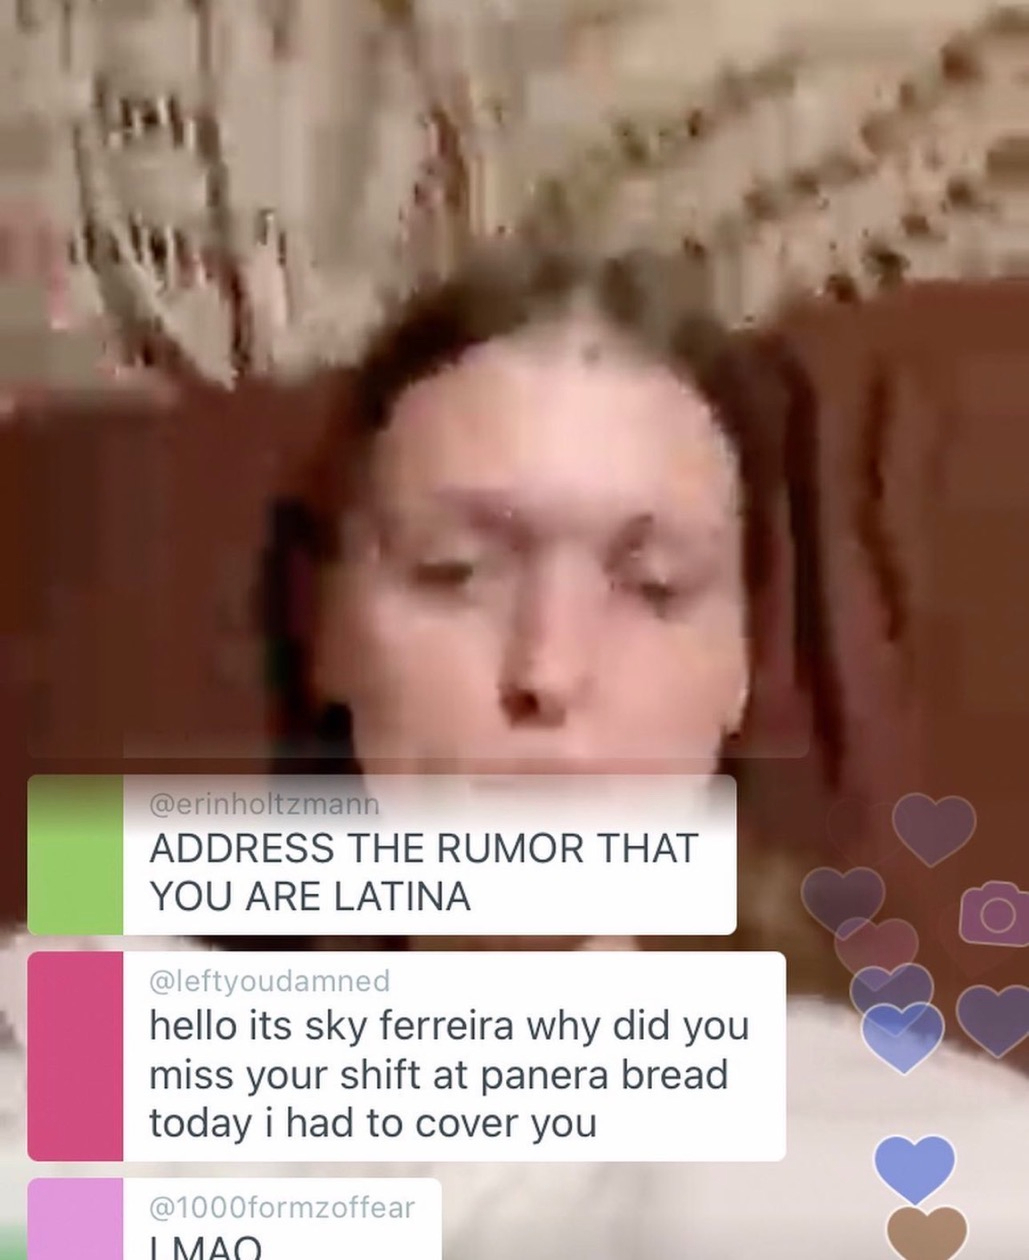 @erinholtzmann
ADDRESS THE RUMOR THAT
YOU ARE LATINA
@leftyoudamned
hello its sky ferreira why did you
miss your shift at panera bread
today i had to cover you
@1000formzoffear
LMAO